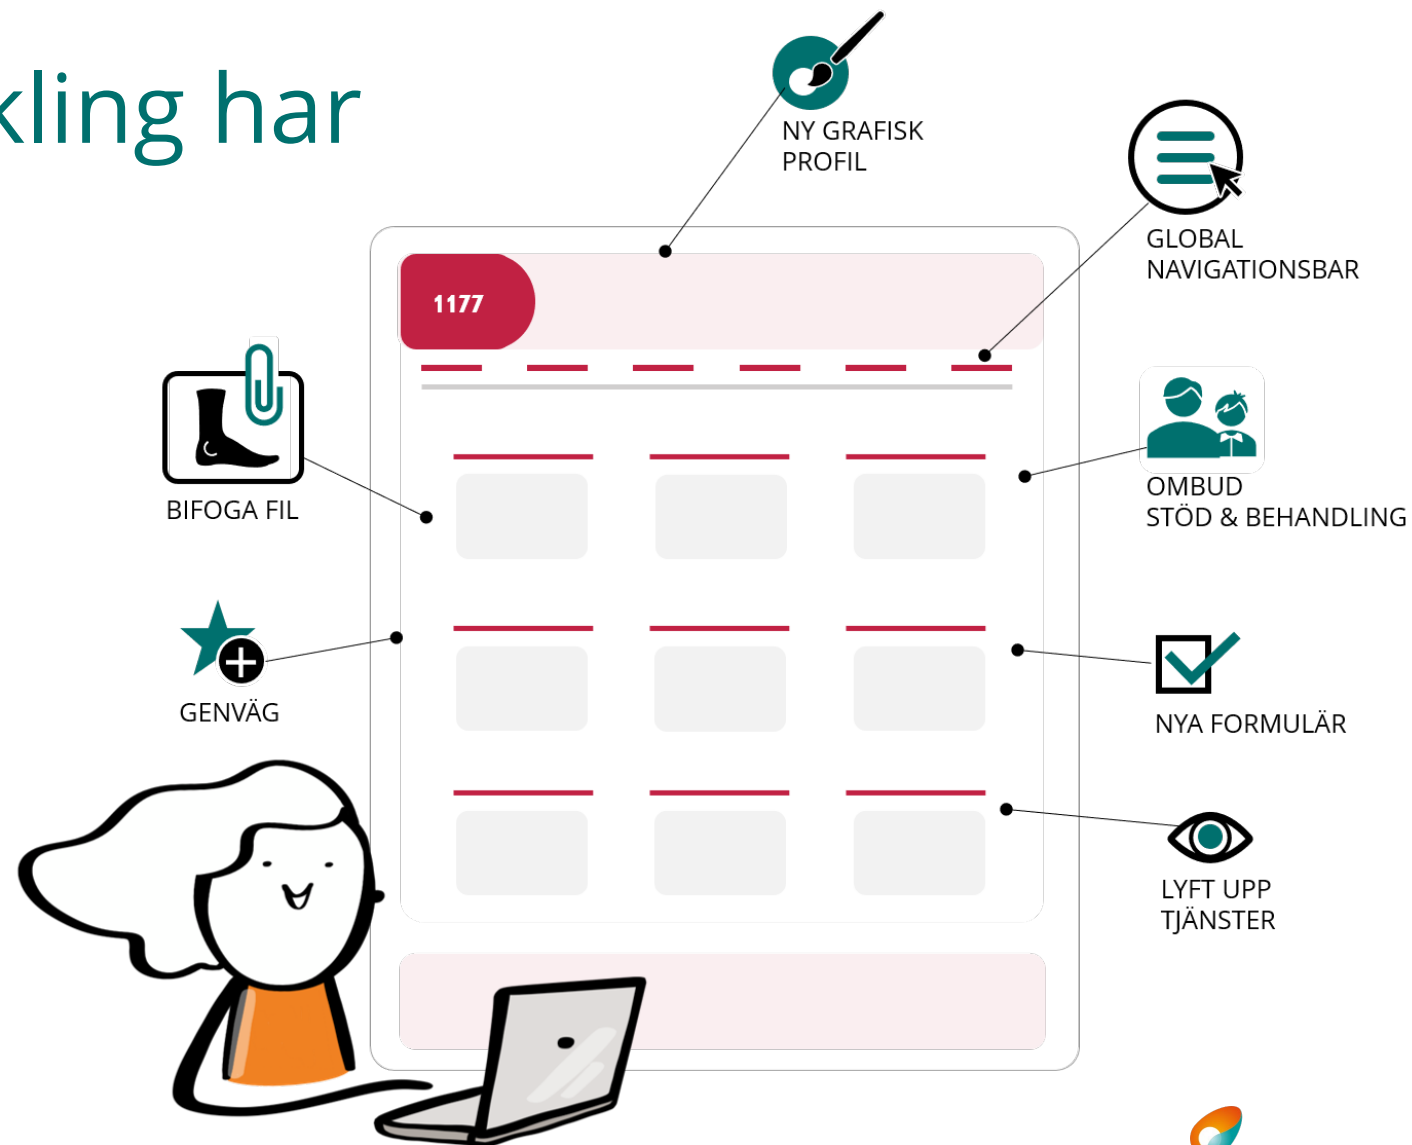 kling har
NY GRAFISK
PROFIL
GLOBAL
NAVIGATIONSBAR
1177
BIFOGA FIL
OMBUD
STÖD & BEHANDLING
GENVÄG
NYA FORMULÄR
LYFT UPP
TJÄNSTER